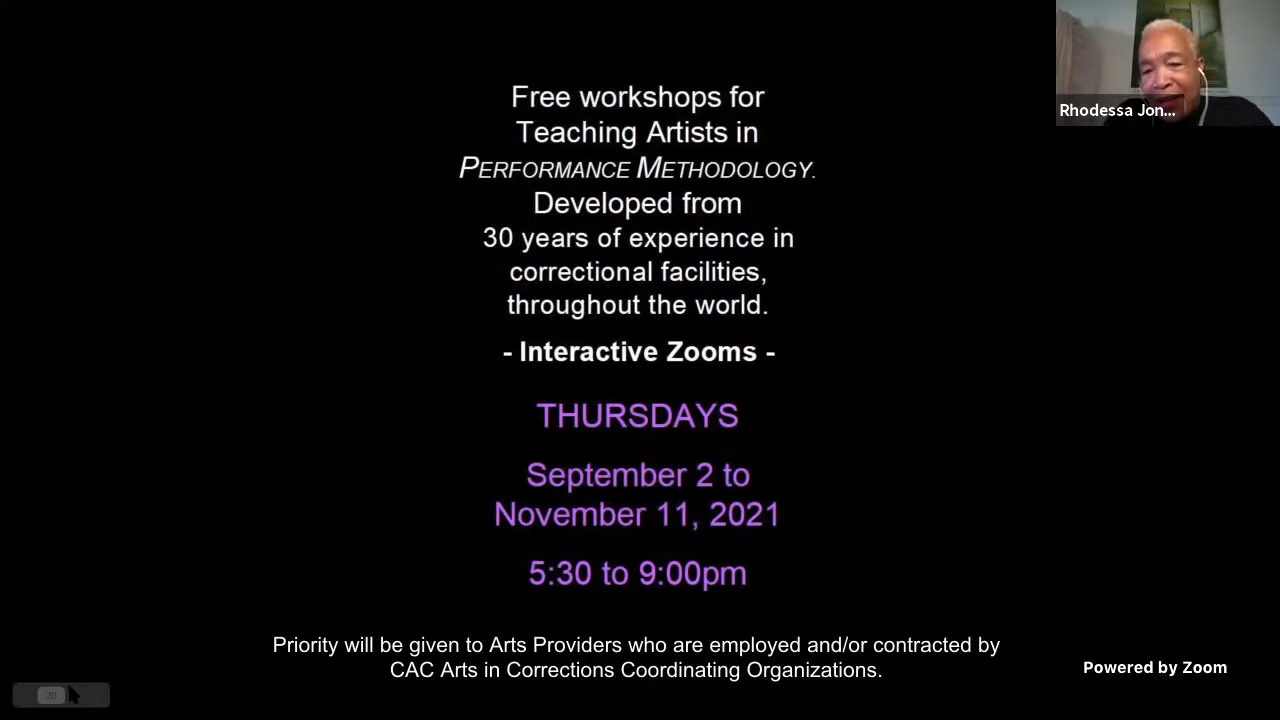 Free workshops for
Teaching Artists in
PERFORMANCE METHODOLOGY.
Developed from
30 years of experience in
correctional facilities,
throughout the world.
- Interactive Zooms -
THURSDAYS
September 2 to
November 11, 2021
5:30 to 9:00pm
Priority will be given to Arts Providers who are employed and/or contracted by
CAC Arts in Corrections Coordinating Organizations.
Rhodessa Jon...
Powered by Zoom
20